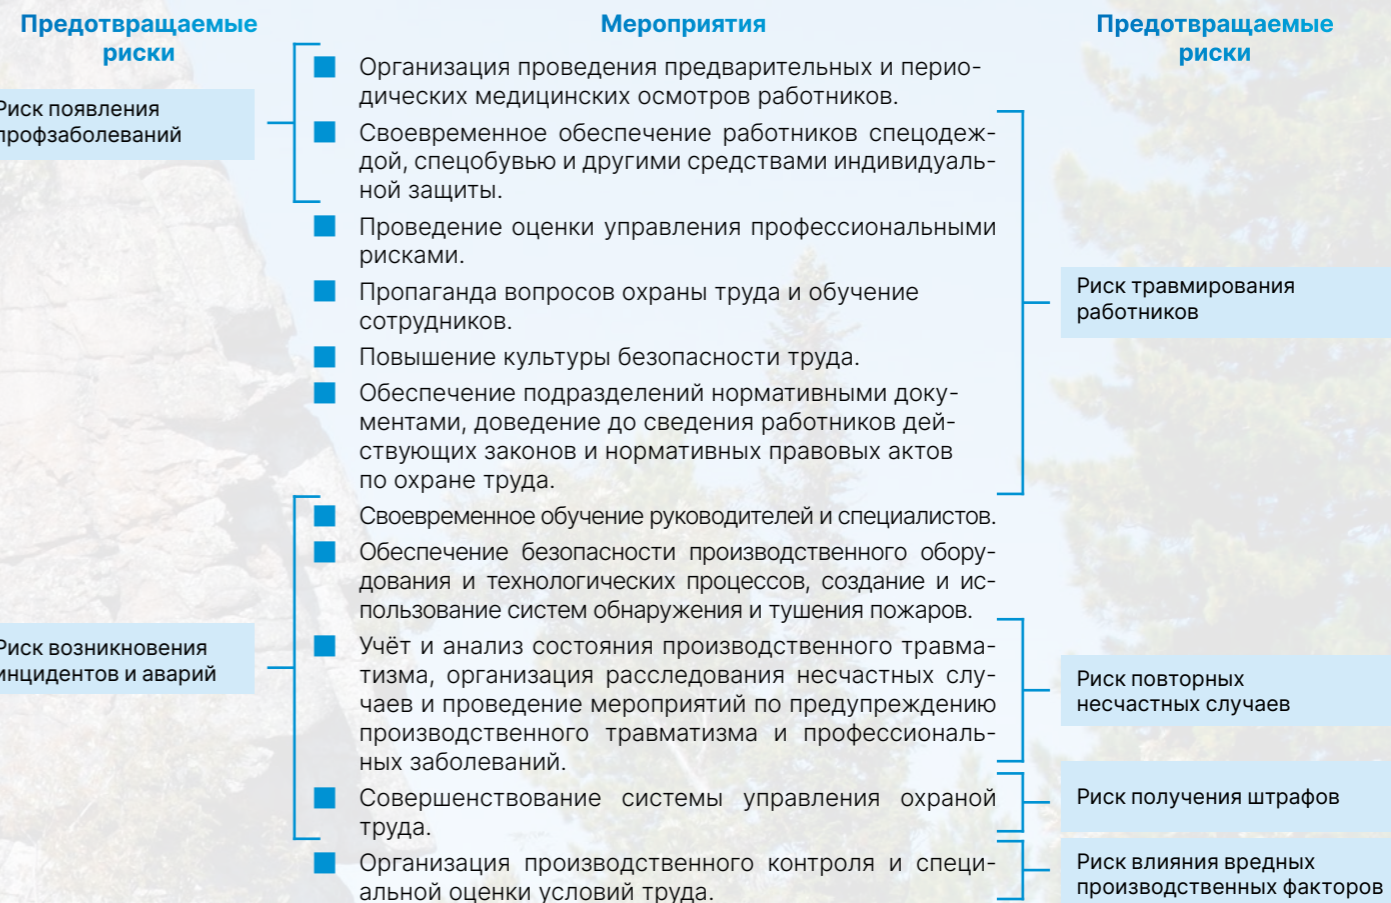 Предотвращаемые
риски
Риск появления
профзаболеваний
Риск возникновения
инцидентов и аварий
Мероприятия
Организация проведения предварительных и перио-
дических медицинских осмотров работников.
Своевременное обеспечение работников спецодеж-
дой, спецобувью и другими средствами индивидуаль-
ной защиты.
Проведение оценки управления профессиональными
рисками.
Пропаганда вопросов охраны труда и обучение
сотрудников.
Повышение культуры безопасности труда.
Обеспечение подразделений нормативными доку-
ментами, доведение до сведения работников дей-
ствующих законов и нормативных правовых актов
по охране труда.
Своевременное обучение руководителей и специалистов.
Обеспечение безопасности производственного обору-
дования и технологических процессов, создание и ис-
пользование систем обнаружения и тушения пожаров.
Учёт и анализ состояния производственного травма-
тизма, организация расследования несчастных слу-
чаев и проведение мероприятий по предупреждению
производственного травматизма и профессиональ-
ных заболеваний.
Совершенствование системы управления охраной
труда.
Организация производственного контроля и специ-
альной оценки условий труда.
Предотвращаемые
риски
Риск травмирования
работников
Риск повторных
несчастных случаев
Риск получения штрафов
Риск влияния вредных
производственных факторов